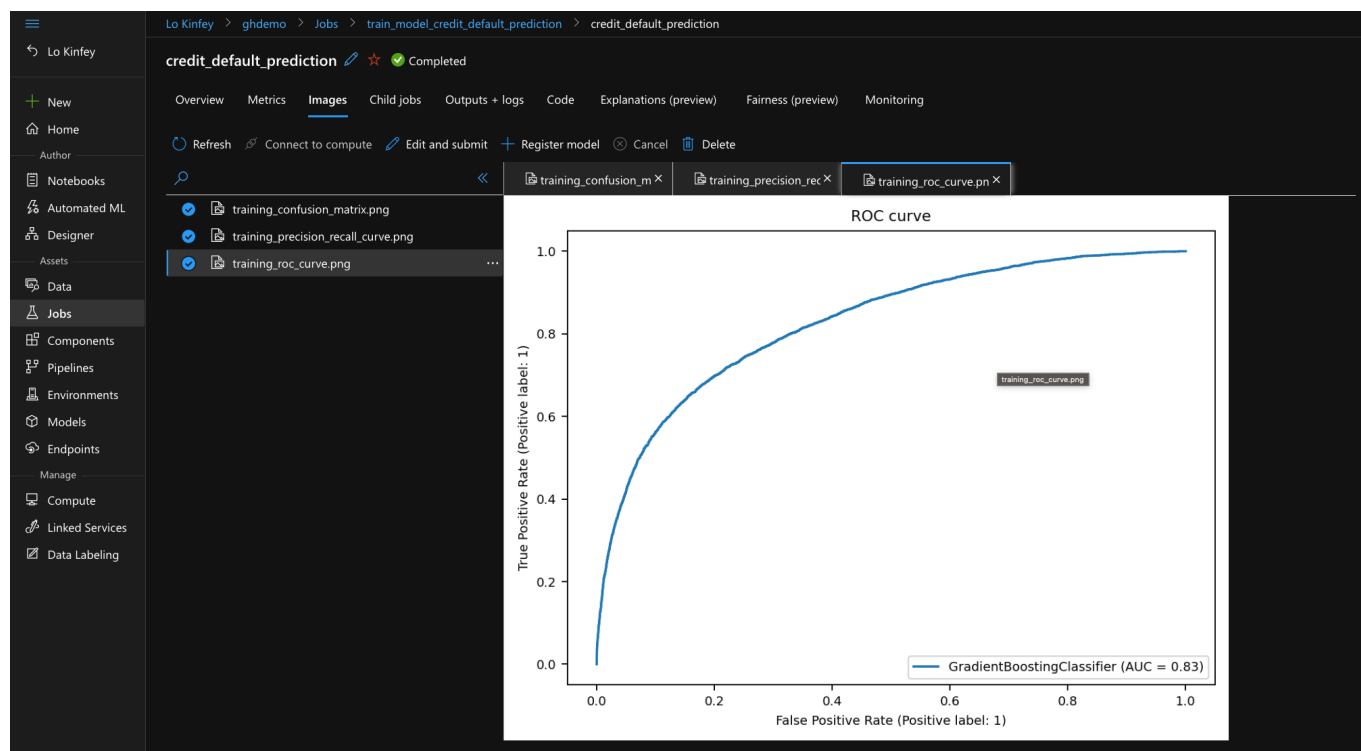 Lo Kinfey > ghdemo > Jobs > train_model_credit_default_prediction > credit_default_prediction
Lo Kinfey
New
Home
Author
Notebooks
Automated ML
Designer
Assets
Data
Jobs
Components
Pipelines
Environments
Models
Endpoints
Manage
Compute
Linked Services
Data Labeling
credit_default_prediction Completed
Overview Metrics Images Child jobs Outputs + logs Code Explanations (preview) Fairness (preview) Monitoring
Refresh Connect to compute Edit and submit Register model Cancel Delete
training_confusion_matrix.png
training_precision_recall_curve.png
training_roc_curve.png ...
training_confusion_m × training_precision_rec × training_roc_curve.pn ×
ROC curve
True Positive Rate (Positive label: 1)
1.0
0.8
0.6
0.4
0.2
0.0
training_roc_curve.png
GradientBoostingClassifier (AUC = 0.83)
0.0 0.2 0.4 0.6 0.8 1.0
False Positive Rate (Positive label: 1)